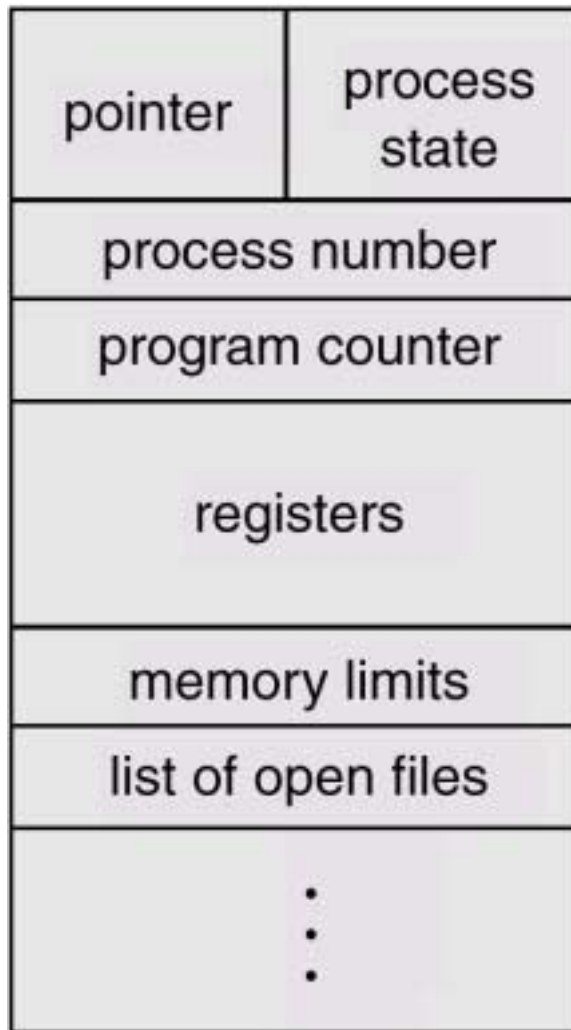 pointer
process
state
process number
program counter
registers
memory limits
list of open files